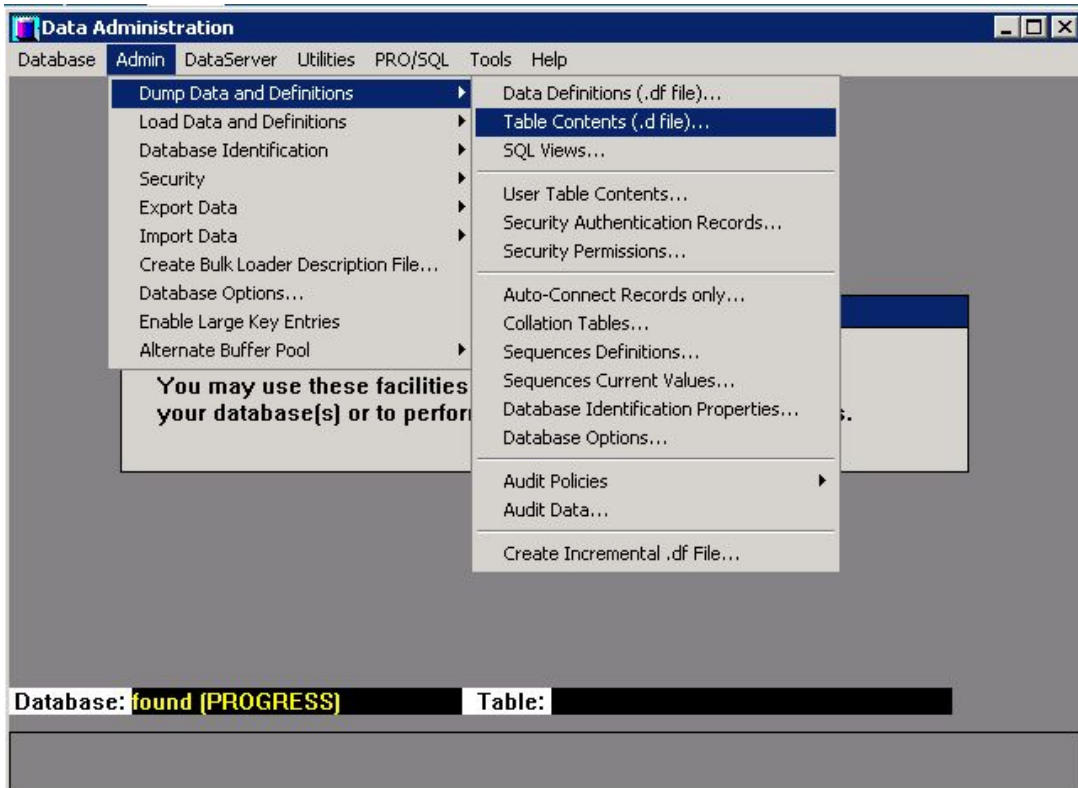 Data Administration
Database Admin DataServer Utilities PRO/SQL Tools Help
Dump Data and Definitions
Load Data and Definitions
Database Identification
Security
Export Data
Import Data
Create Bulk Loader Description File...
Database Options...
Enable Large Key Entries
Alternate Buffer Pool
Data Definitions (.df file)...
Table Contents (.d file)...
SQL Views...
User Table Contents...
Security Authentication Records...
Security Permissions...
Auto-Connect Records only...
Collation Tables...
Sequences Definitions...
Sequences Current Values...
Database Identification Properties...
Database Options...
Audit Policies
Audit Data...
Create Incremental .df File...
You may use these facilities
your database(s) or to perfor
Database: found (PROGRESS) Table: